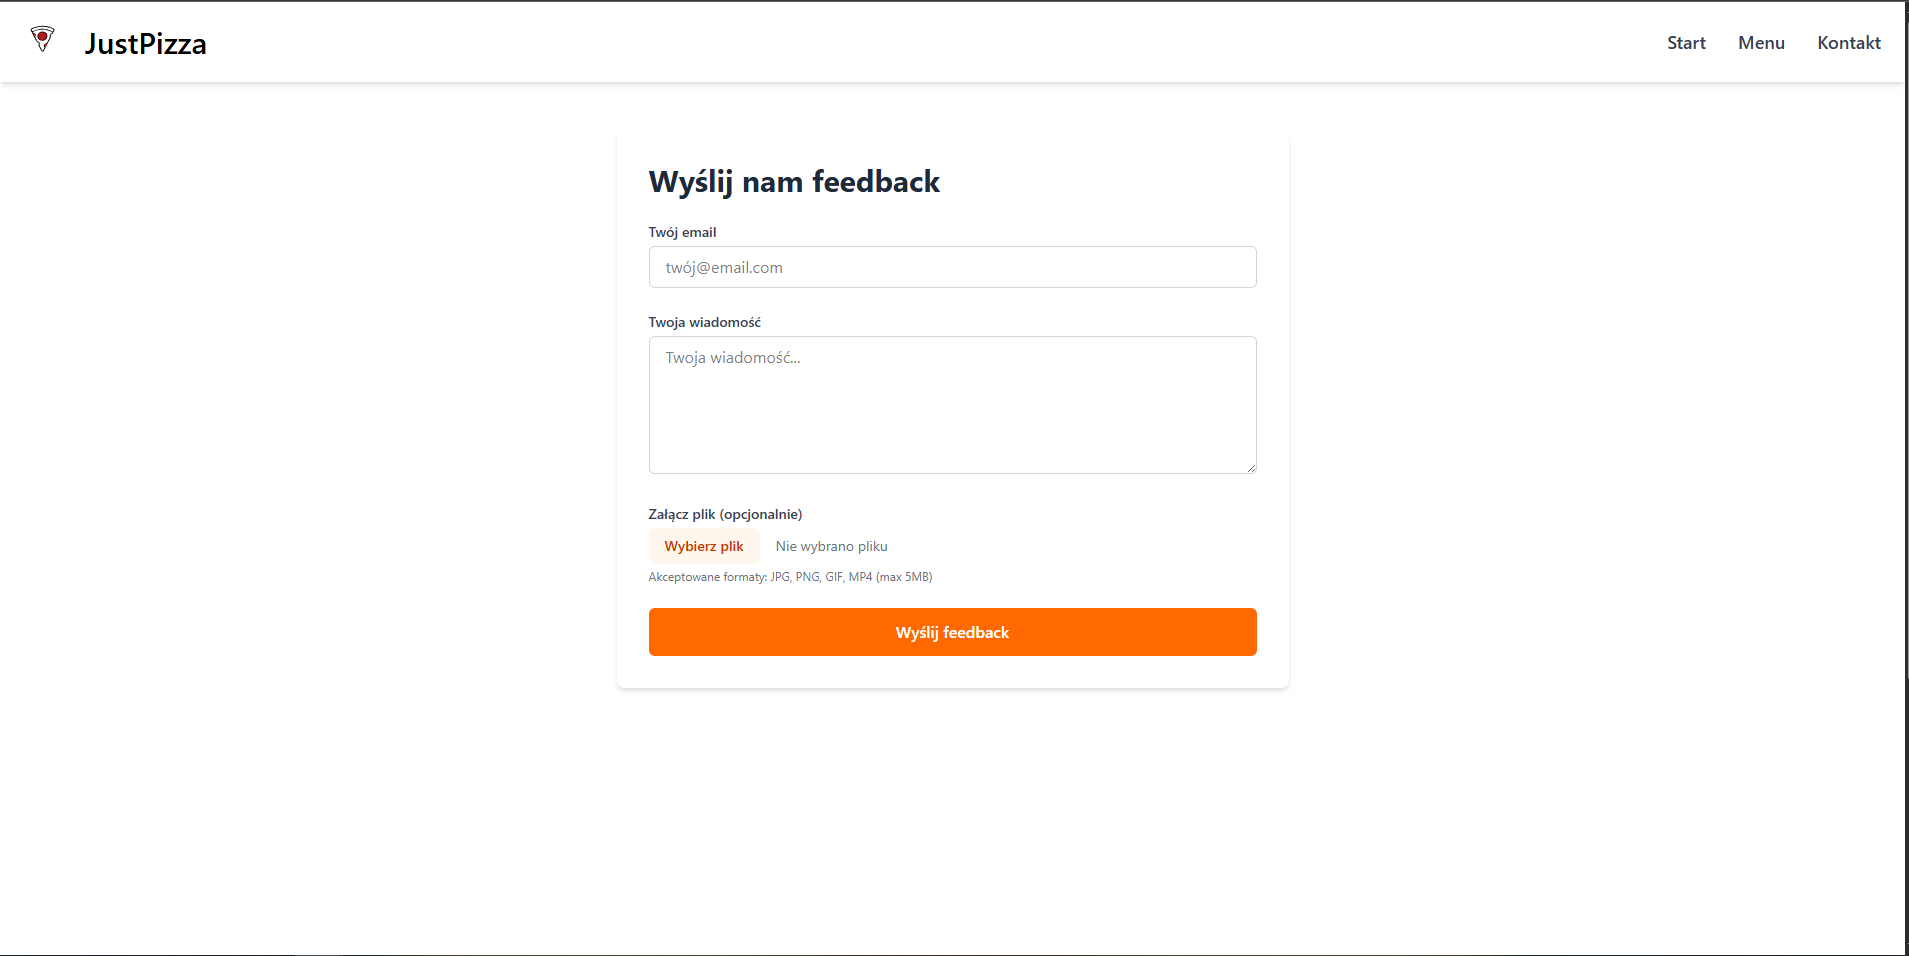 JustPizza
Start Menu Kontakt
Wyślij nam feedback
Twój email
twój@email.com
Twoja wiadomość
Twoja wiadomość...
Załącz plik (opcjonalnie)
Wybierz plik Nie wybrano pliku
Akceptowane formaty: JPG, PNG, GIF, MP4 (max 5MB)
Wyślij feedback